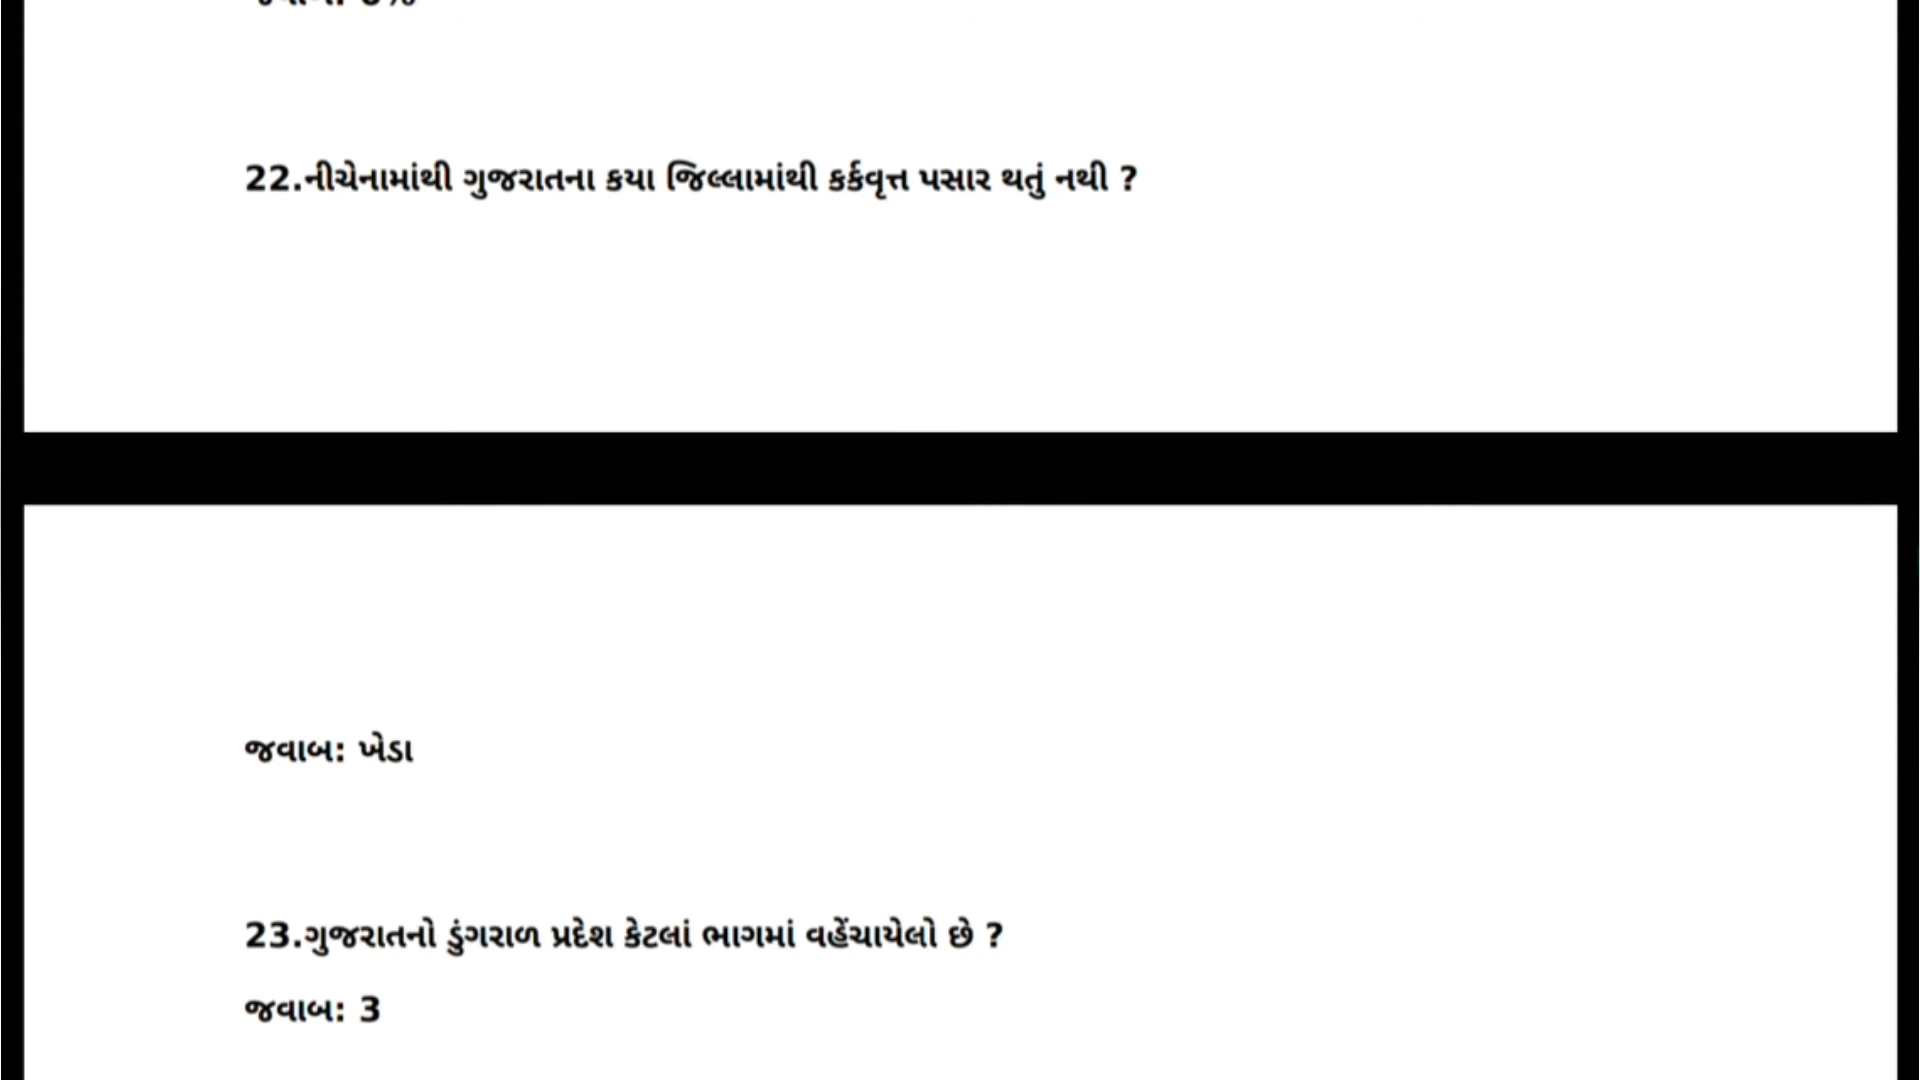 22.નીચેનામાંથી ગુજરાતના કયા જિલ્લામાંથી કર્કવૃત્ત પસાર થતું નથી ?
જવાબ: ખેડા
23.ગુજરાતનો ડુંગરાળ પ્રદેશ કેટલાં ભાગમાં વહેંચાયેલો છે ?
જવાબ: 3